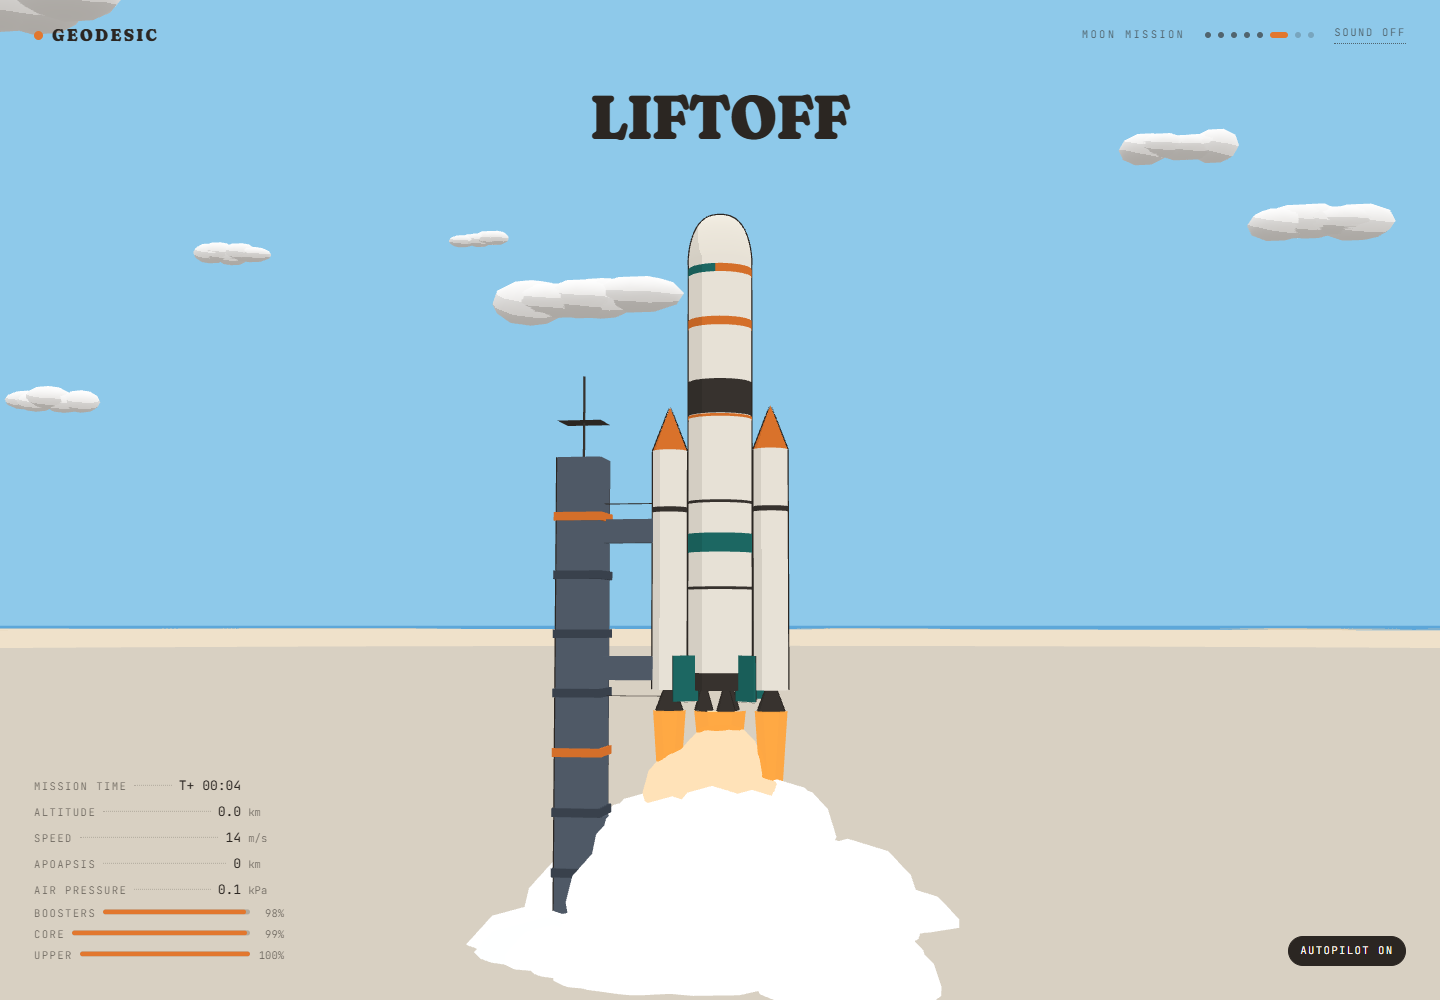 GEODESIC
MOON MISSION
SOUND OFF
LIFTOFF
MISSION TIME T+ 00:04
ALTITUDE 0.0 km
SPEED 14 m/s
APOAPSIS 0 km
AIR PRESSURE 0.1 kPa
BOOSTERS 98%
CORE 99%
UPPER 100%
AUTOPILOT ON